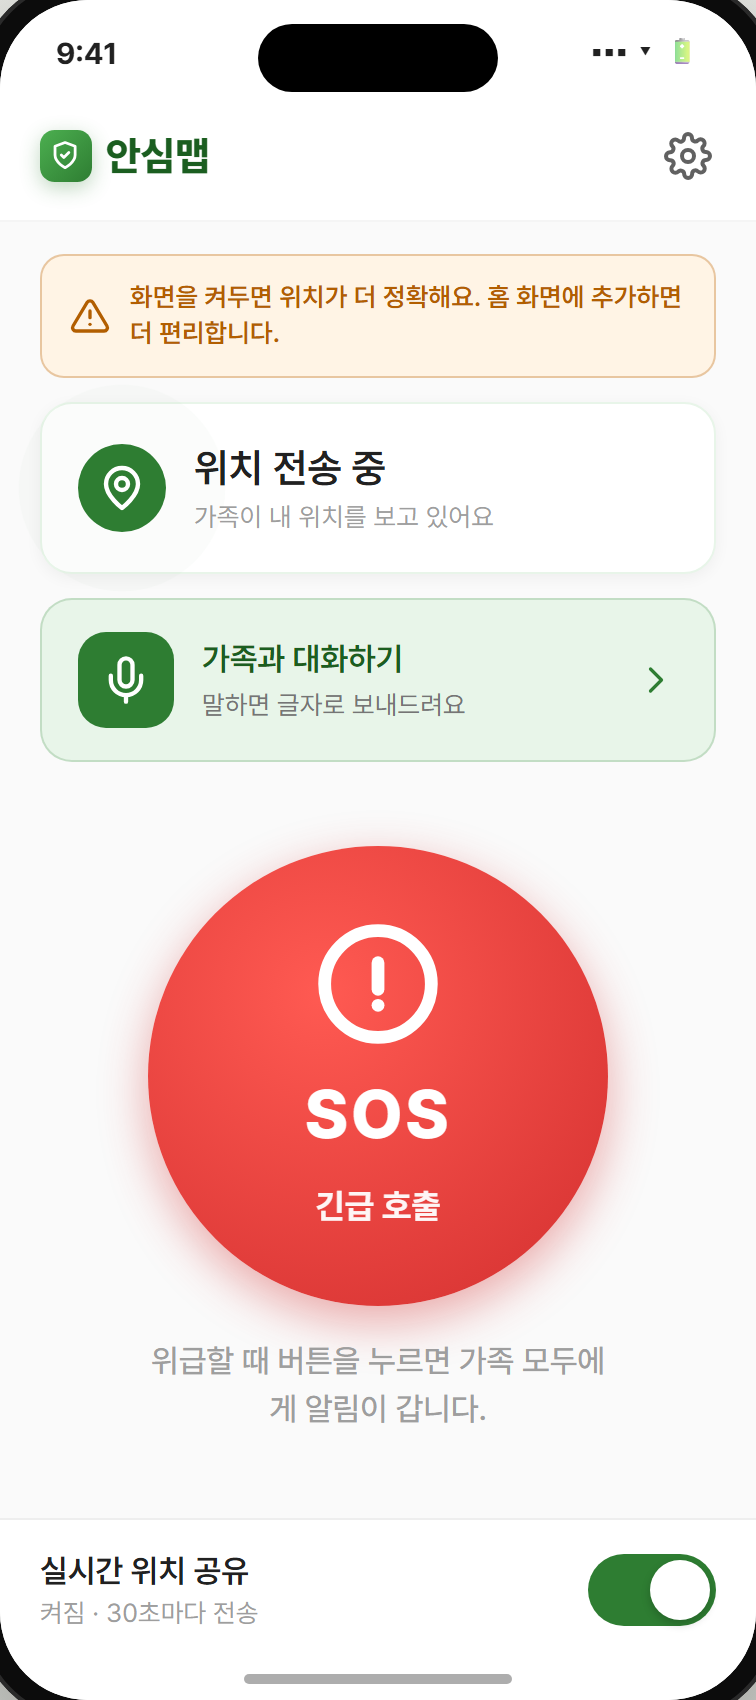 9:41
안심맵
화면을 켜두면 위치가 더 정확해요. 홈 화면에 추가하면
더 편리합니다.
위치 전송 중
가족이 내 위치를 보고 있어요
가족과 대화하기
말하면 글자로 보내드려요
SOS
긴급 호출
위급할 때 버튼을 누르면 가족 모두에
게 알림이 갑니다.
실시간 위치 공유
켜짐 · 30초마다 전송